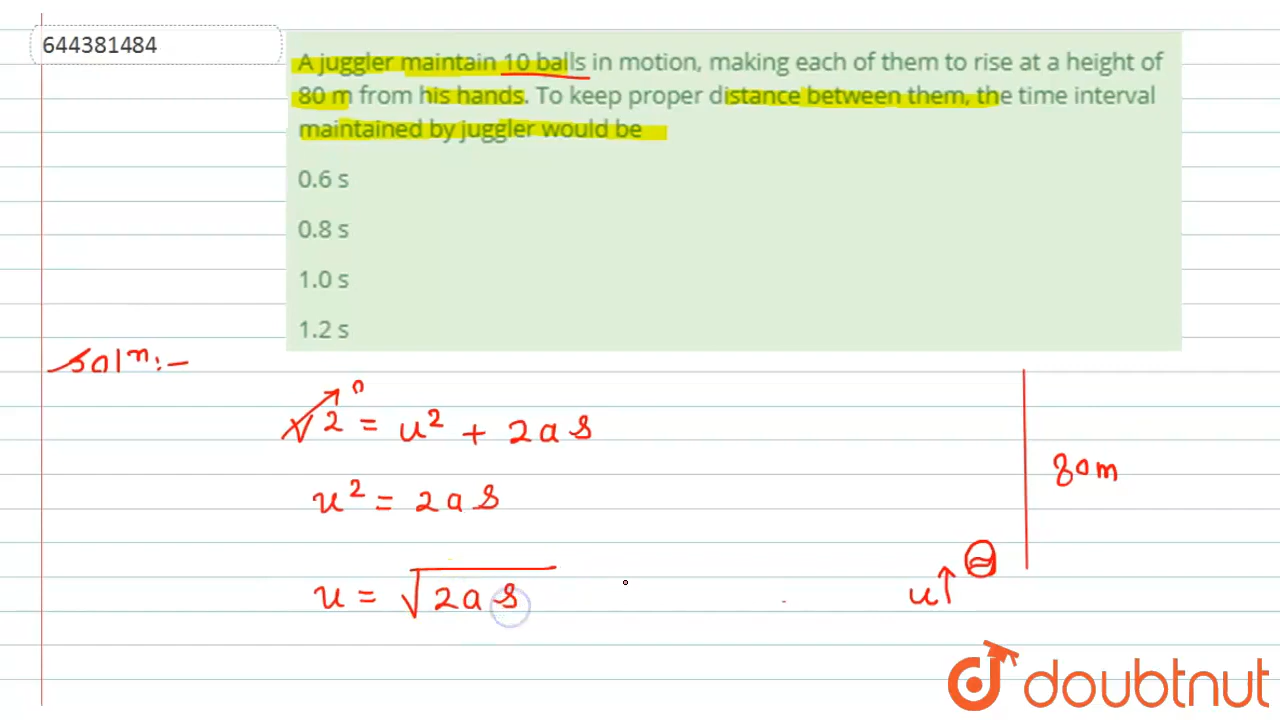 644381484
A juggler maintain 10 balls in motion, making each of them to rise at a height of
80 m from his hands. To keep proper distance between them, the time interval
maintained by juggler would be
0.6 s
0.8 s
1.0 s
1.2 s
Solⁿ:-
0
v² = u² + 2as
u² = 2as
80m
u = √2as
u↑
doubtnut